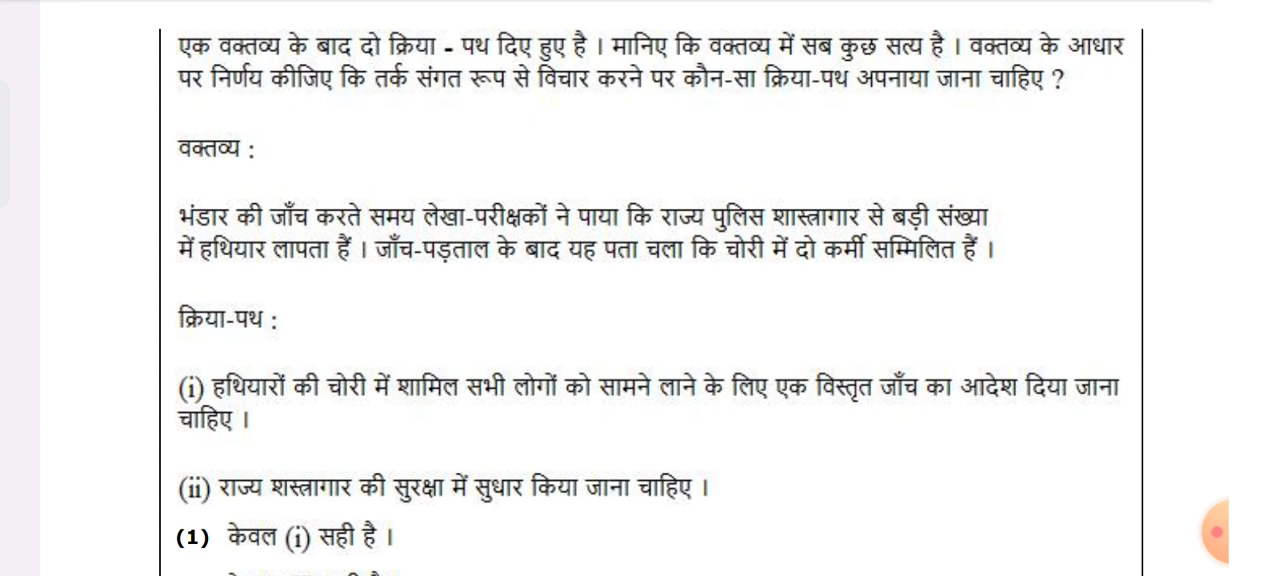 एक वक्तव्य के बाद दो क्रिया - पथ दिए हुए है । मानिए कि वक्तव्य में सब कुछ सत्य है । वक्तव्य के आधार
पर निर्णय कीजिए कि तर्क संगत रूप से विचार करने पर कौन-सा क्रिया-पथ अपनाया जाना चाहिए ?
वक्तव्य :
भंडार की जाँच करते समय लेखा-परीक्षकों ने पाया कि राज्य पुलिस शास्त्रागार से बड़ी संख्या
में हथियार लापता हैं । जाँच-पड़ताल के बाद यह पता चला कि चोरी में दो कर्मी सम्मिलित हैं ।
क्रिया-पथ :
(i) हथियारों की चोरी में शामिल सभी लोगों को सामने लाने के लिए एक विस्तृत जाँच का आदेश दिया जाना
चाहिए ।
(ii) राज्य शस्त्रागार की सुरक्षा में सुधार किया जाना चाहिए ।
(1) केवल (i) सही है ।